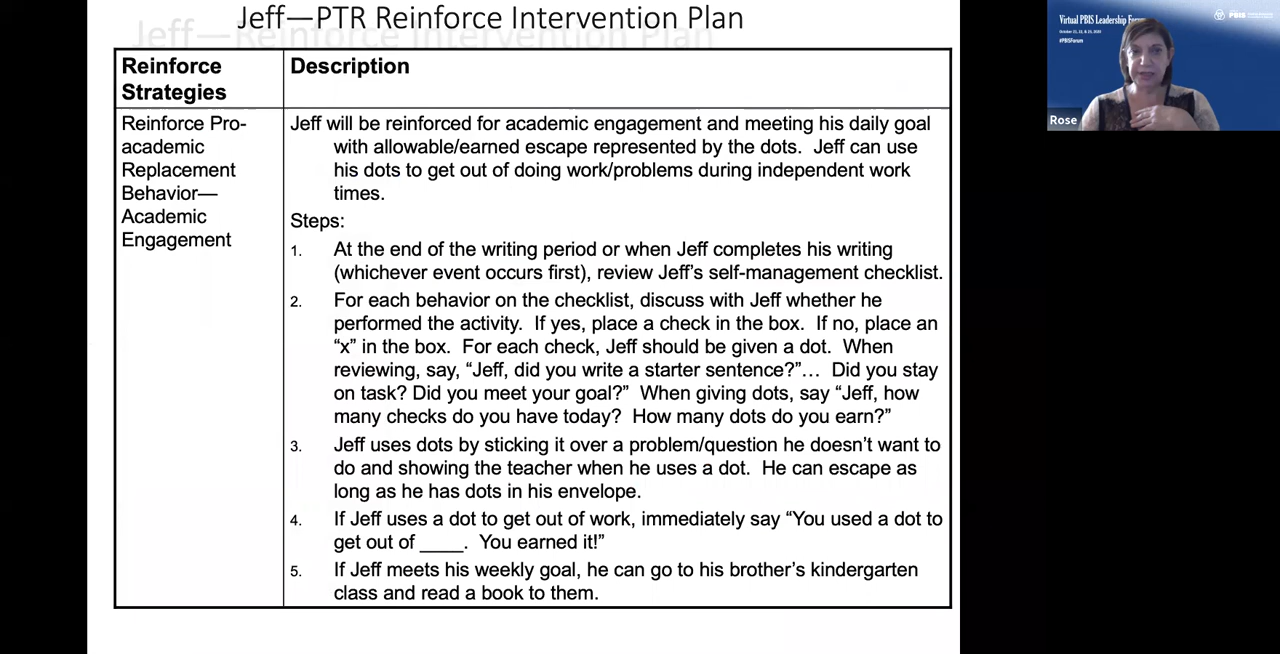 Jeff—PTR Reinforce Intervention Plan
Jeff—Reinforce Intervention Plan
Reinforce
Strategies
Description
Reinforce Pro-
academic
Replacement
Behavior—
Academic
Engagement
Jeff will be reinforced for academic engagement and meeting his daily goal
with allowable/earned escape represented by the dots. Jeff can use
his dots to get out of doing work/problems during independent work
times.
Steps:
1. At the end of the writing period or when Jeff completes his writing
(whichever event occurs first), review Jeff's self-management checklist.
2. For each behavior on the checklist, discuss with Jeff whether he
performed the activity. If yes, place a check in the box. If no, place an
“x” in the box. For each check, Jeff should be given a dot. When
reviewing, say, “Jeff, did you write a starter sentence?”… Did you stay
on task? Did you meet your goal?” When giving dots, say “Jeff, how
many checks do you have today? How many dots do you earn?”
3. Jeff uses dots by sticking it over a problem/question he doesn’t want to
do and showing the teacher when he uses a dot. He can escape as
long as he has dots in his envelope.
4. If Jeff uses a dot to get out of work, immediately say “You used a dot to
get out of ____. You earned it!”
5. If Jeff meets his weekly goal, he can go to his brother’s kindergarten
class and read a book to them.
Virtual PBIS Leadership
#PBISForum
PBIS
Rose